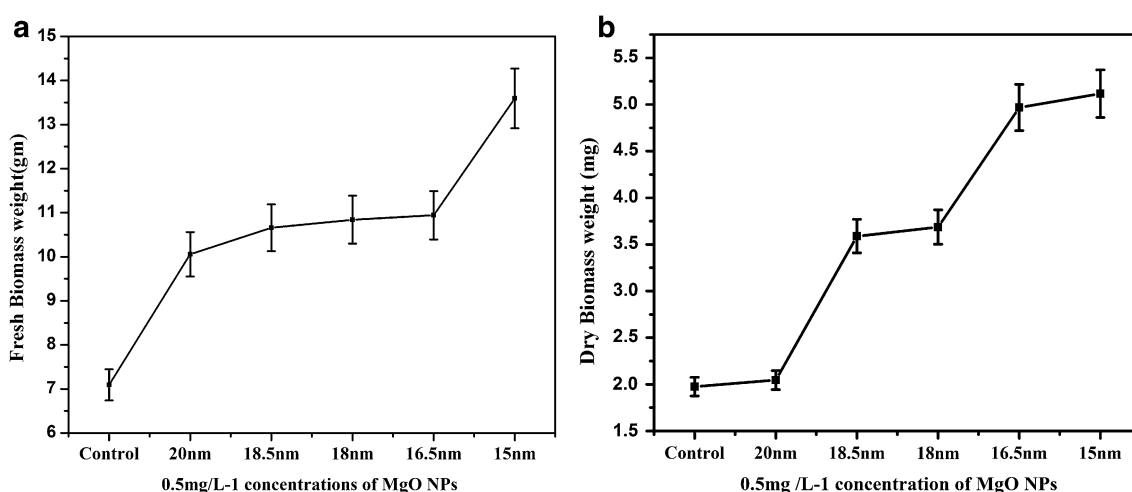 a
Fresh Biomass weight(gm)
15
14
13
11
11
10
9
8
7
6
Control 20nm 18.5nm 18nm 16.5nm 15nm
0.5mg/L-1 concentrations of MgO NPs
b
Dry Biomass weight (mg)
5.5
5.0
4.5
4.0
3.5
3.0
2.5
2.0
1.5
Control 20nm 18.5nm 18nm 16.5nm 15nm
0.5mg /L-1 concentration of MgO NPs